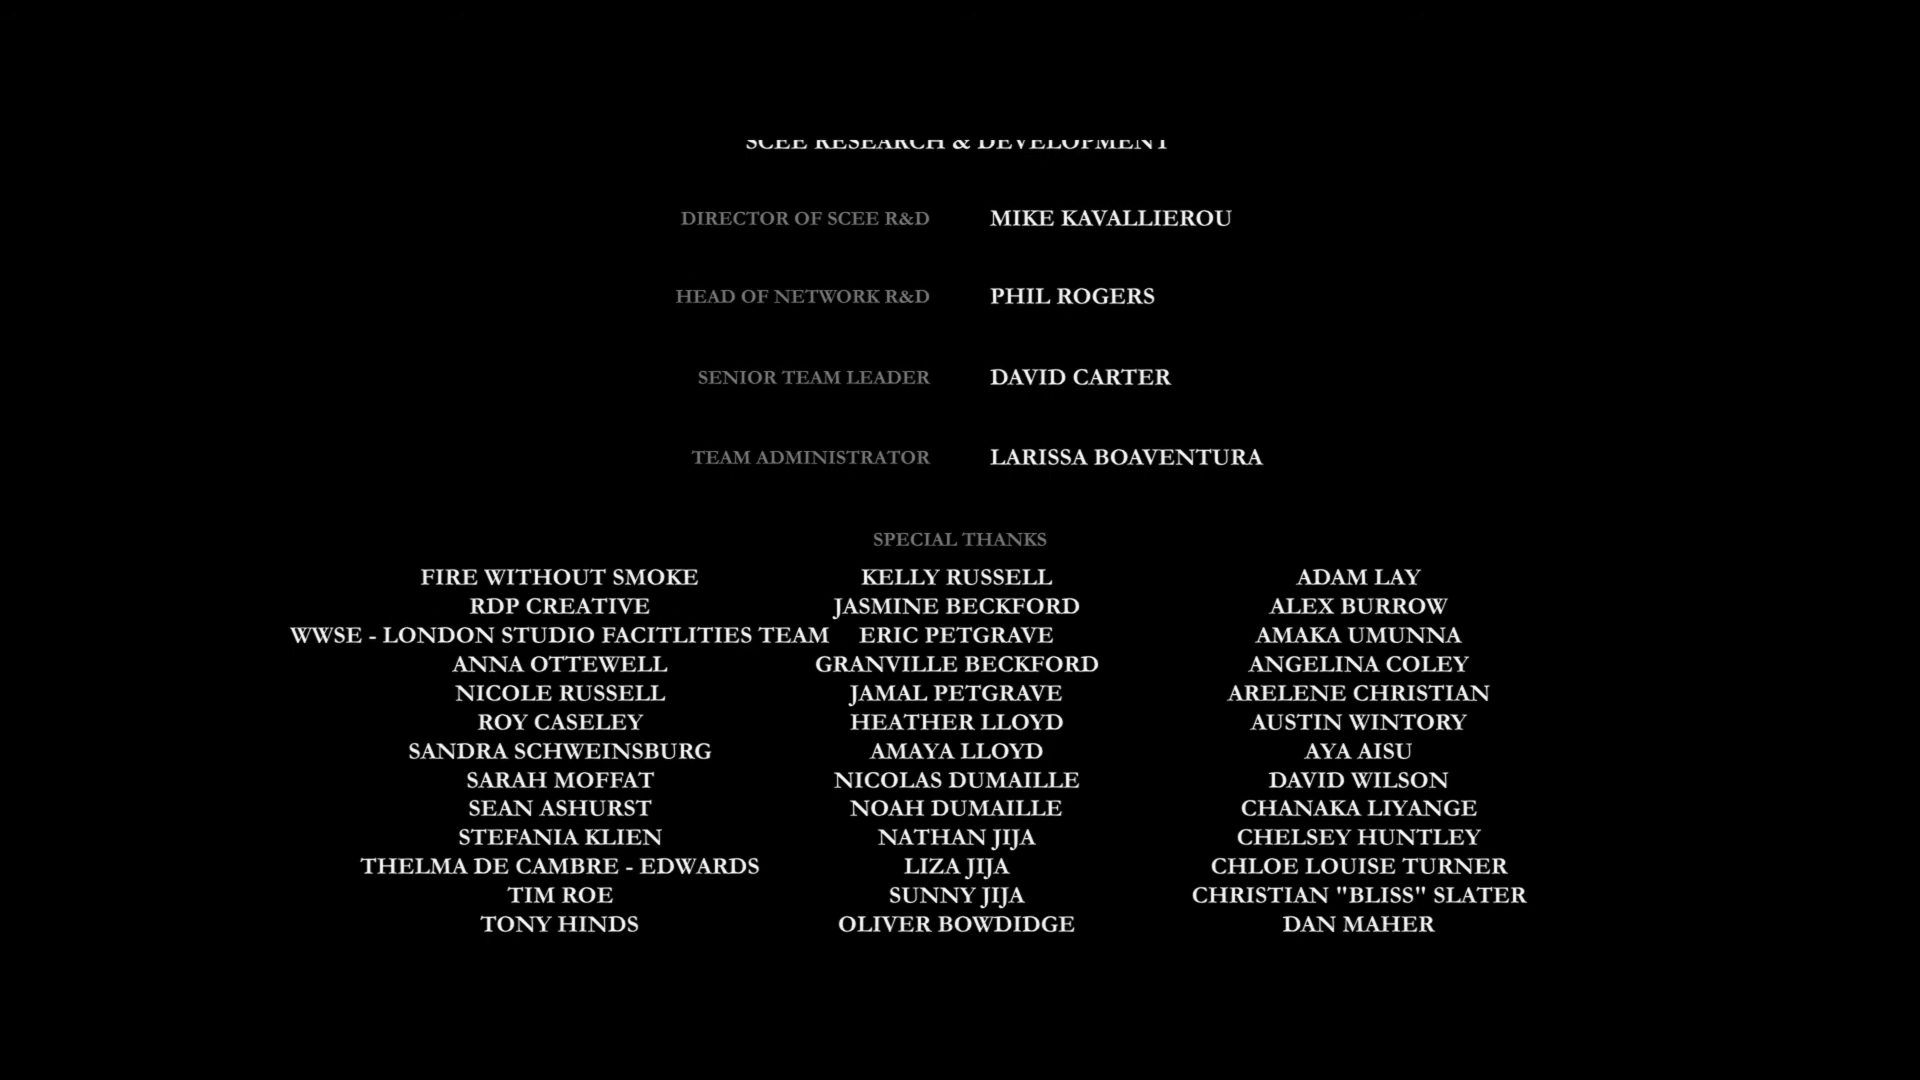 SCEE RESEARCH & DEVELOPMENT
DIRECTOR OF SCEE R&D MIKE KAVALLIEROU
HEAD OF NETWORK R&D PHIL ROGERS
SENIOR TEAM LEADER DAVID CARTER
TEAM ADMINISTRATOR LARISSA BOAVENTURA
SPECIAL THANKS
FIRE WITHOUT SMOKE KELLY RUSSELL ADAM LAY
RDP CREATIVE JASMINE BECKFORD ALEX BURROW
WWSE - LONDON STUDIO FACITLITIES TEAM ERIC PETGRAVE AMAKA UMUNNA
ANNA OTTEWELL GRANVILLE BECKFORD ANGELINA COLEY
NICOLE RUSSELL JAMAL PETGRAVE ARELENE CHRISTIAN
ROY CASELEY HEATHER LLOYD AUSTIN WINTORY
SANDRA SCHWEINSBURG AMAYA LLOYD AYA AISU
SARAH MOFFAT NICOLAS DUMAILLE DAVID WILSON
SEAN ASHURST NOAH DUMAILLE CHANAKA LIYANGE
STEFANIA KLIEN NATHAN JIJA CHELSEY HUNTLEY
THELMA DE CAMBRE - EDWARDS LIZA JIJA CHLOE LOUISE TURNER
TIM ROE SUNNY JIJA CHRISTIAN "BLISS" SLATER
TONY HINDS OLIVER BOWDIDGE DAN MAHER